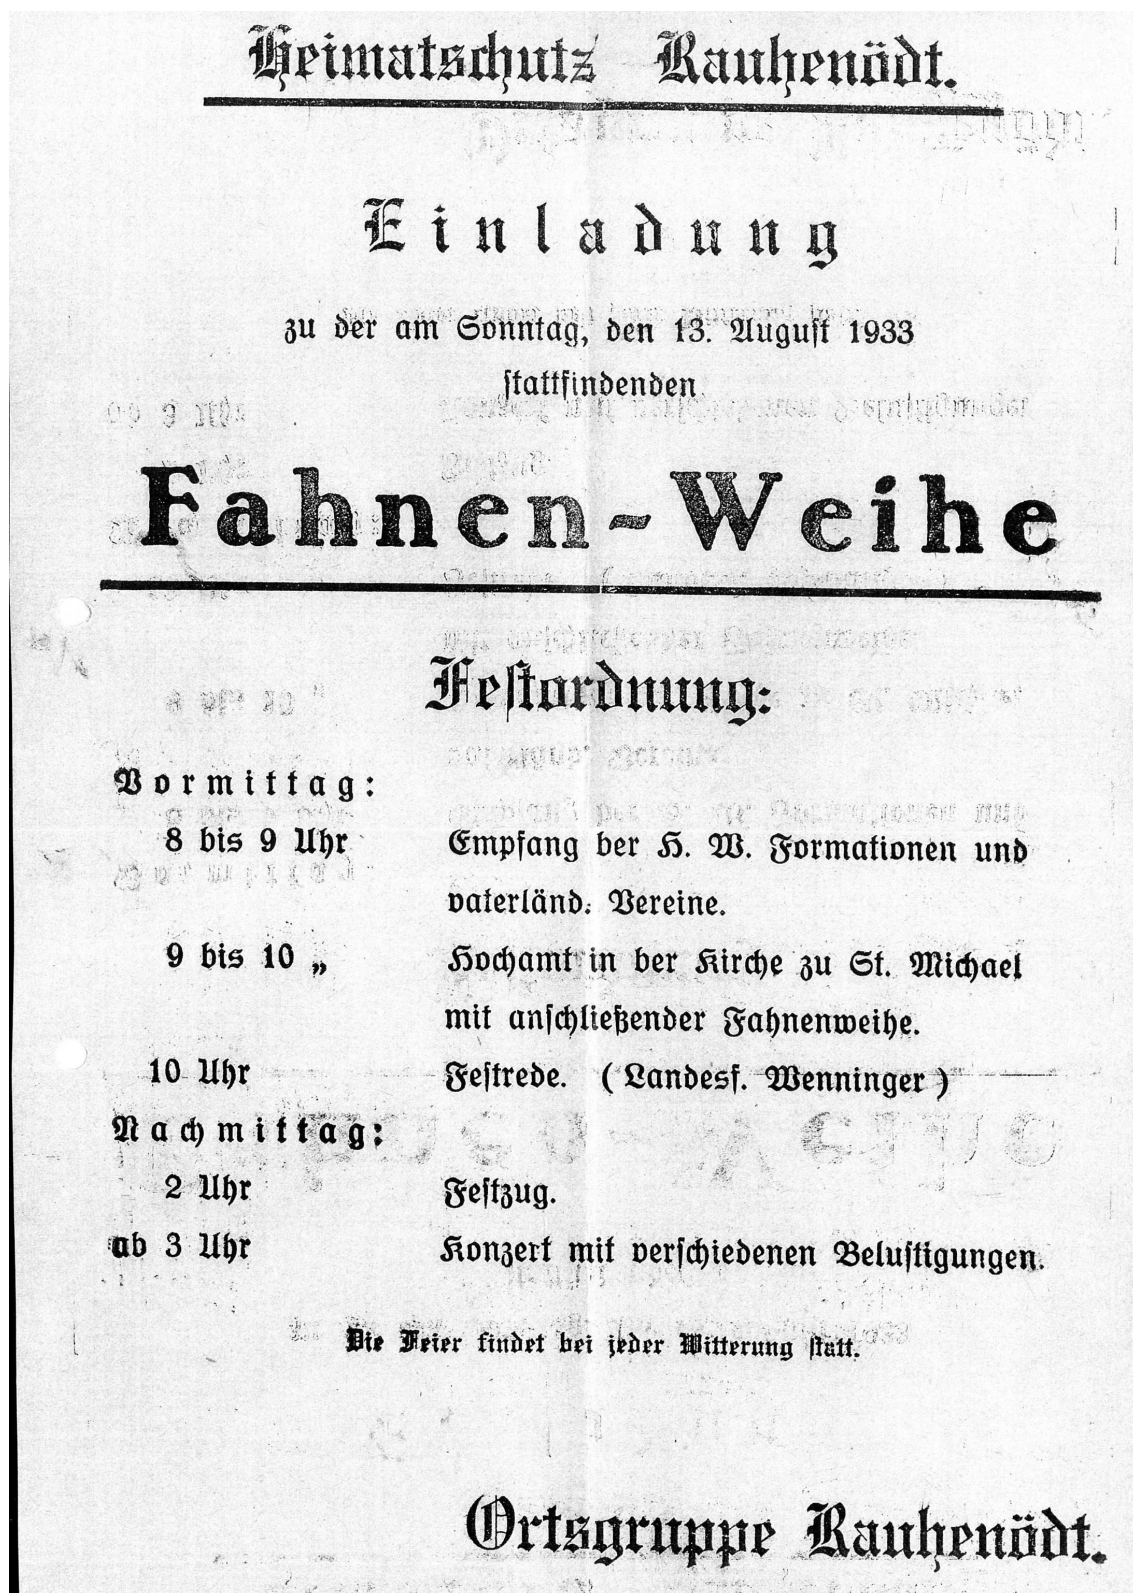 Heimatschutz Rauhenödt.
Einladung
zu der am Sonntag, den 13. August 1933
stattfindenden
Fahnen-Weihe
Festordnung:
Vormittag:
8 bis 9 Uhr Empfang ber H. W. Formationen und
vaterländ. Vereine.
9 bis 10 „ Hochamt in ber Kirche zu St. Michael
mit anschließender Fahnenweihe.
10 Uhr Festrede. (Landesf. Wenninger)
Nachmittag:
2 Uhr Festzug.
ab 3 Uhr Konzert mit verschiedenen Belustigungen.
Die Feier findet bei jeder Witterung statt.
Ortsgruppe Rauhenödt.